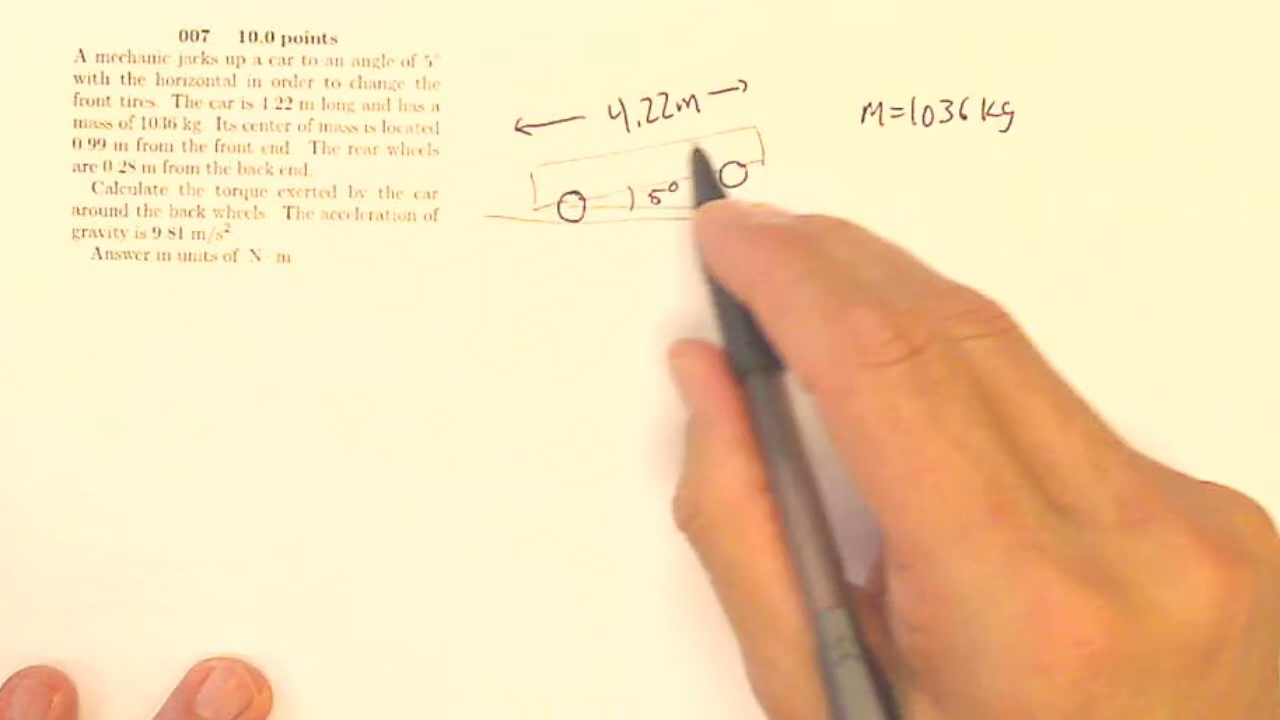 007 10.0 points
A mechanic jacks up a car to an angle of 5°
with the horizontal in order to change the
front tires. The car is 4.22 m long and has a
mass of 1036 kg. Its center of mass is located
0.99 m from the front end. The rear wheels
are 0.28 m from the back end.
Calculate the torque exerted by the car
around the back wheels. The acceleration of
gravity is 9.81 m/s²
Answer in units of N · m
4.22m
M=1036 kg
5°